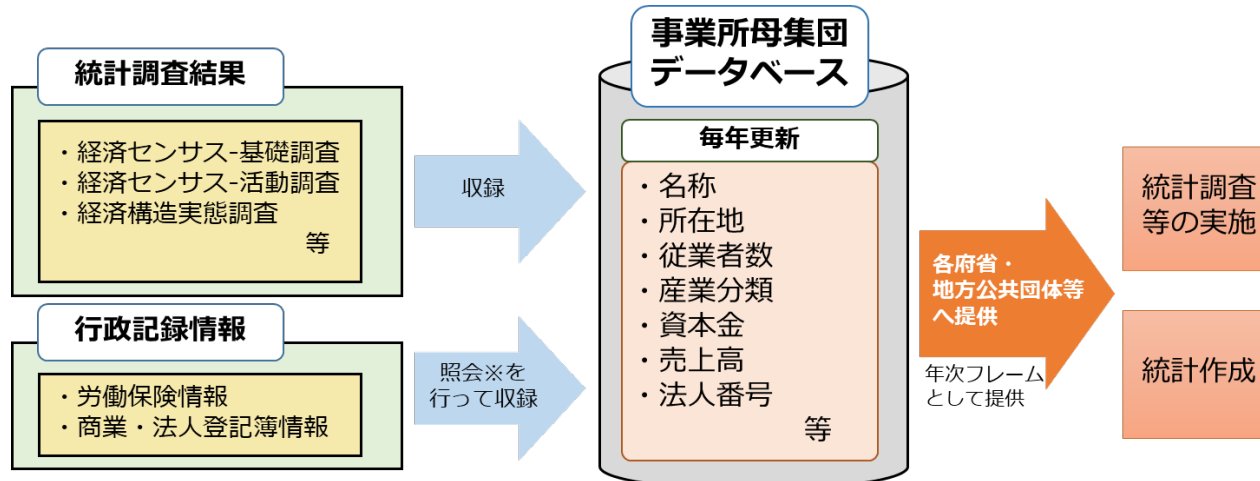 統計調査結果
・経済センサス-基礎調査
・経済センサス-活動調査
・経済構造実態調査
等
行政記録情報
・労働保険情報
・商業・法人登記簿情報
収録
照会※を
行って収録
事業所母集団
データベース
毎年更新
・名称
・所在地
・従業者数
・産業分類
・資本金
・売上高
・法人番号
等
各府省・
地方公共団体等
へ提供
年次フレーム
として提供
統計調査
等の実施
統計作成